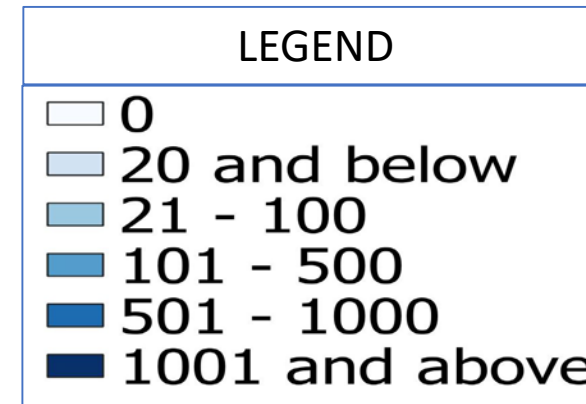 LEGEND
0
20 and below
21 - 100
101 - 500
501 - 1000
1001 and above